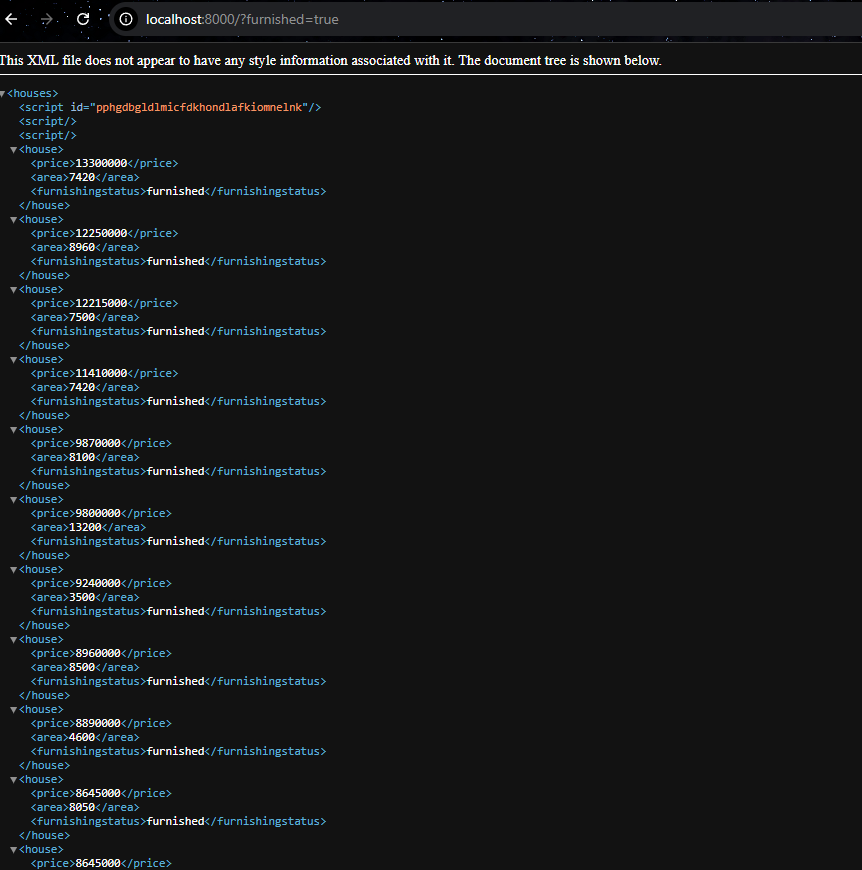 localhost:8000/?furnished=true
This XML file does not appear to have any style information associated with it. The document tree is shown below.
▼<houses>
<script id="pphgdbgldlmicfdkhondlafkiomnelnk"/>
<script/>
<script/>
▼<house>
<price>13300000</price>
<area>7420</area>
<furnishingstatus>furnished</furnishingstatus>
</house>
▼<house>
<price>12250000</price>
<area>8960</area>
<furnishingstatus>furnished</furnishingstatus>
</house>
▼<house>
<price>12215000</price>
<area>7500</area>
<furnishingstatus>furnished</furnishingstatus>
</house>
▼<house>
<price>11410000</price>
<area>7420</area>
<furnishingstatus>furnished</furnishingstatus>
</house>
▼<house>
<price>9870000</price>
<area>8100</area>
<furnishingstatus>furnished</furnishingstatus>
</house>
▼<house>
<price>9800000</price>
<area>13200</area>
<furnishingstatus>furnished</furnishingstatus>
</house>
▼<house>
<price>9240000</price>
<area>3500</area>
<furnishingstatus>furnished</furnishingstatus>
</house>
▼<house>
<price>8960000</price>
<area>8500</area>
<furnishingstatus>furnished</furnishingstatus>
</house>
▼<house>
<price>8890000</price>
<area>4600</area>
<furnishingstatus>furnished</furnishingstatus>
</house>
▼<house>
<price>8645000</price>
<area>8050</area>
<furnishingstatus>furnished</furnishingstatus>
</house>
▼<house>
<price>8645000</price>